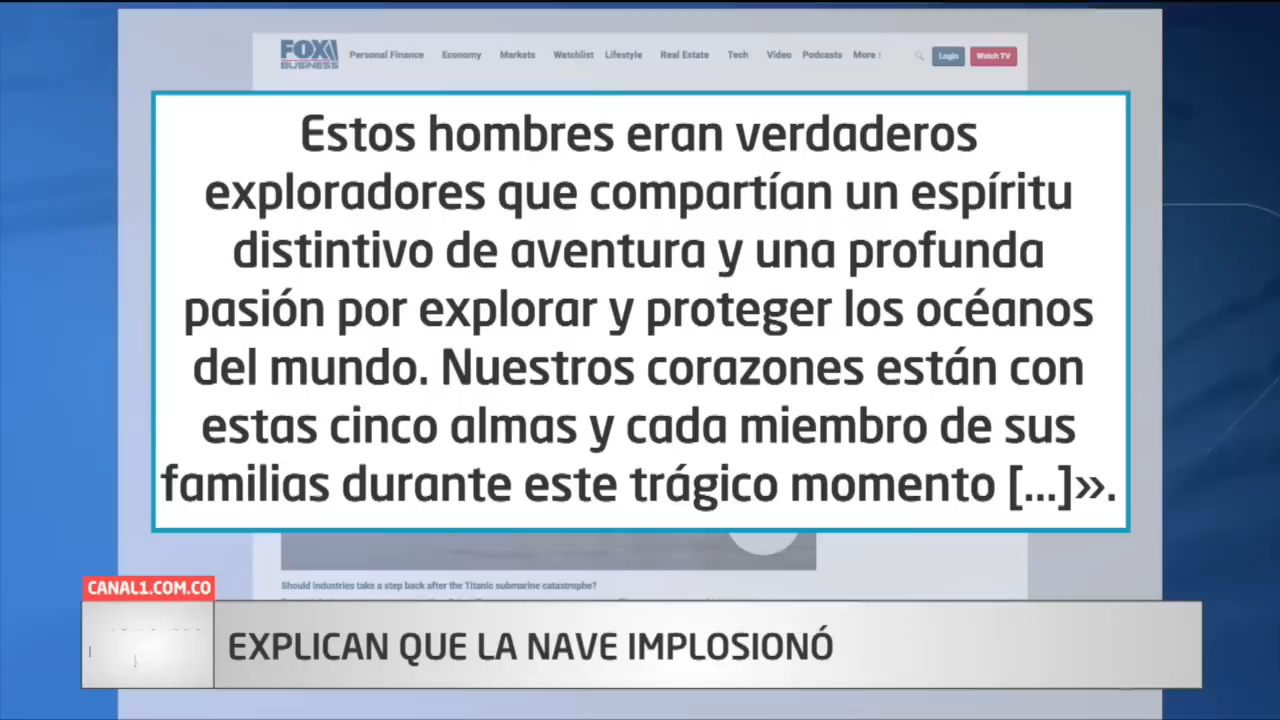 FOX BUSINESS Personal Finance Economy Markets Watchlist Lifestyle Real Estate Tech Video Podcasts More Login Watch TV
Estos hombres eran verdaderos
exploradores que compartían un espíritu
distintivo de aventura y una profunda
pasión por explorar y proteger los océanos
del mundo. Nuestros corazones están con
estas cinco almas y cada miembro de sus
familias durante este trágico momento [...]».
Should industries take a step back after the Titanic submarine catastrophe?
CANAL1.COM.CO
EXPLICAN QUE LA NAVE IMPLOSIONÓ